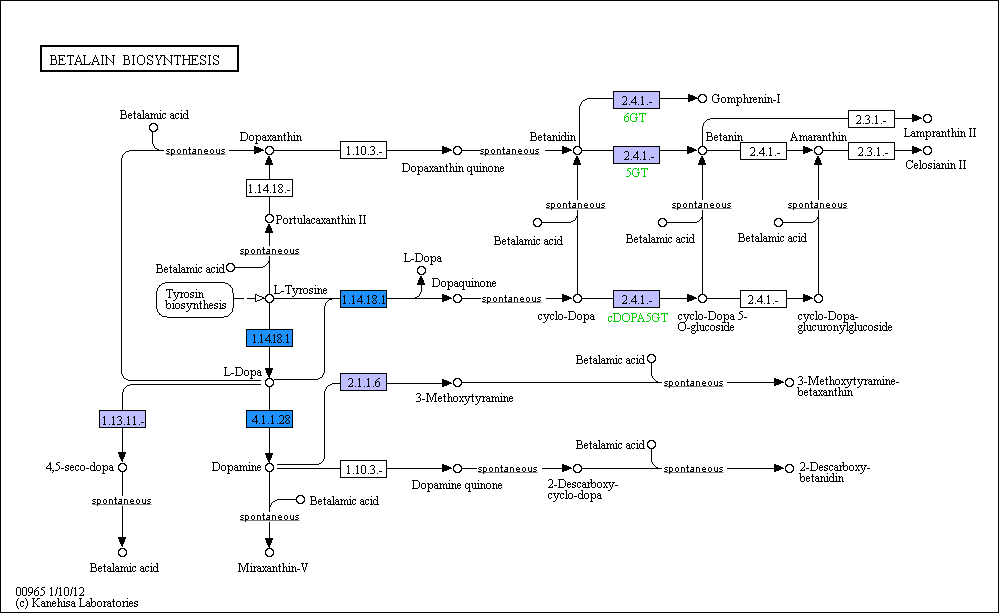 BETALAIN BIOSYNTHESIS
Betalamic acid
spontaneous
Dopaxanthin
1.10.3.-
Dopaxanthin quinone
spontaneous
Betanidin
2.4.1.-
6GT
Gomphrenin-I
2.4.1.-
5GT
Betanin
2.4.1.-
Amaranthin
2.3.1.-
Lampranthin II
2.3.1.-
Celosianin II
1.14.18.-
Portulacaxanthin II
spontaneous
Betalamic acid
spontaneous
Betalamic acid
spontaneous
Betalamic acid
spontaneous
Betalamic acid
Tyrosin
biosynthesis
L-Tyrosine
1.14.18.1
L-Dopa
Dopaquinone
spontaneous
cyclo-Dopa
2.4.1.-
cDOPA5GT
cyclo-Dopa 5-
O-glucoside
2.4.1.-
cyclo-Dopa-
glucuronylglucoside
1.14.18.1
L-Dopa
2.1.1.6
3-Methoxytyramine
Betalamic acid
spontaneous
3-Methoxytyramine-
betaxanthin
1.13.11.-
4.1.1.28
4,5-seco-dopa
Dopamine
1.10.3.-
Dopamine quinone
spontaneous
2-Descarboxy-
cyclo-dopa
Betalamic acid
spontaneous
2-Descarboxy-
betanidin
spontaneous
Betalamic acid
Betalamic acid
spontaneous
Miraxanthin-V
00965 1/10/12
(c) Kanehisa Laboratories